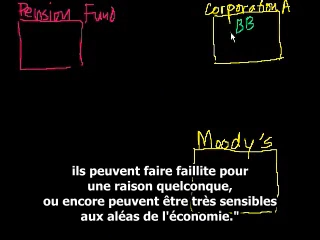 Pension Fund
Corporation A
BB
Moody's
ils peuvent faire faillite pour
une raison quelconque,
ou encore peuvent être très sensibles
aux aléas de l'économie."